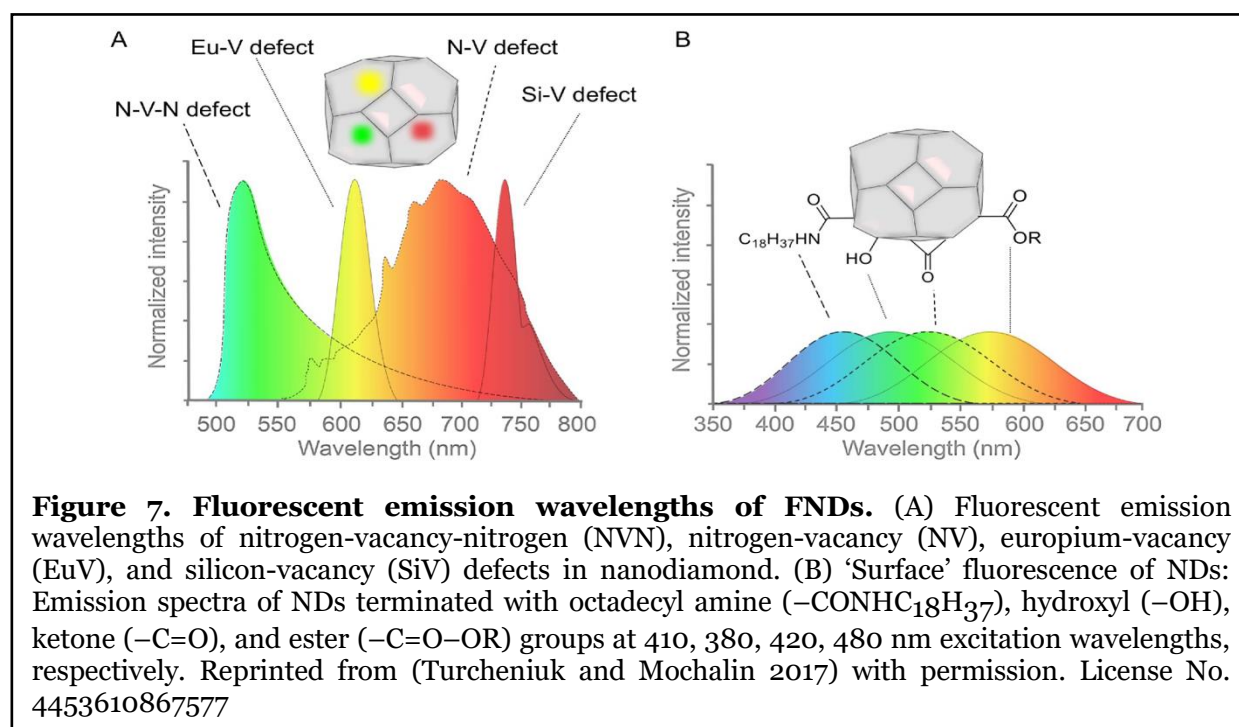 A
B
Eu-V defect
N-V defect
N-V-N defect
Si-V defect
Normalized intensity
500 550 600 650 700 750 800
Wavelength (nm)
Normalized intensity
O
O
C₁₈H₃₇HN
OR
HO
O
350 400 450 500 550 600 650 700
Wavelength (nm)
Figure 7. Fluorescent emission wavelengths of FNDs. (A) Fluorescent emission
wavelengths of nitrogen-vacancy-nitrogen (NVN), nitrogen-vacancy (NV), europium-vacancy
(EuV), and silicon-vacancy (SiV) defects in nanodiamond. (B) ‘Surface’ fluorescence of NDs:
Emission spectra of NDs terminated with octadecyl amine (–CONHC₁₈H₃₇), hydroxyl (–OH),
ketone (–C=O), and ester (–C=O–OR) groups at 410, 380, 420, 480 nm excitation wavelengths,
respectively. Reprinted from (Turcheniuk and Mochalin 2017) with permission. License No.
4453610867577